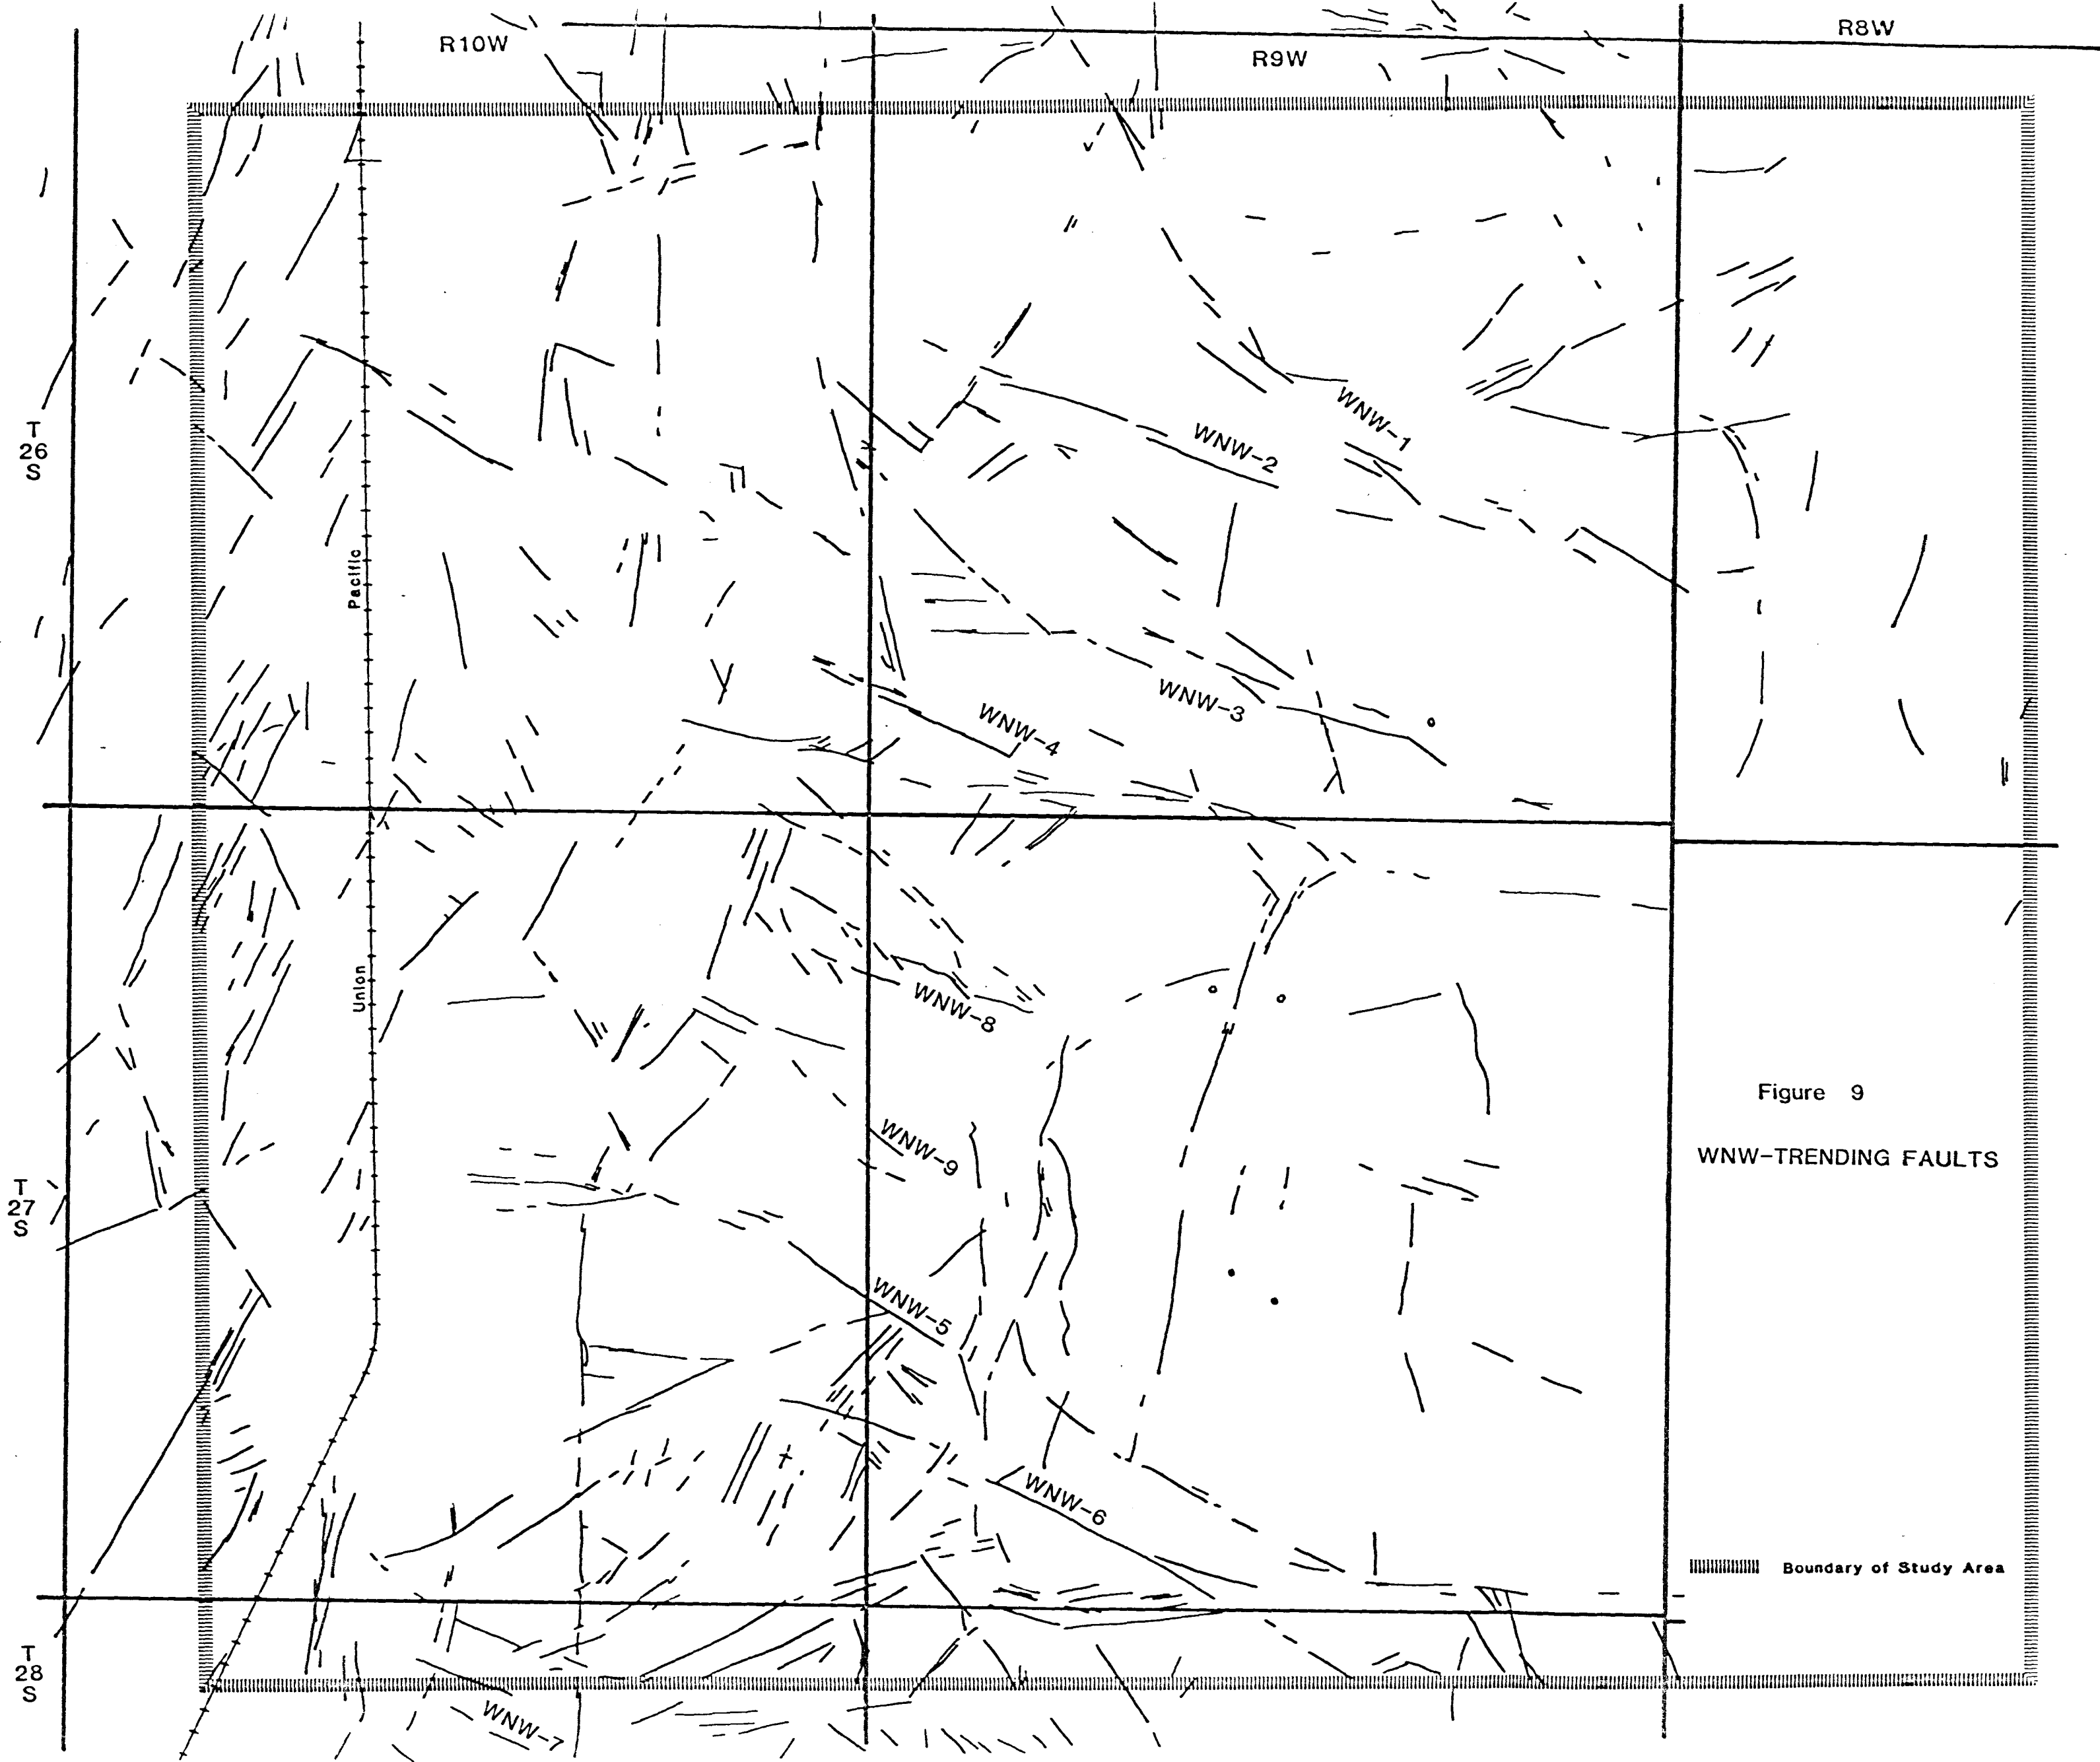 R10W
R9W
R8W
T
26
S
WNW-1
WNW-2
Pacific
WNW-3
WNW-4
Union
WNW-8
Figure 9
WNW-TRENDING FAULTS
WNW-9
T
27
S
WNW-5
WNW-6
Boundary of Study Area
T
28
S
WNW-7